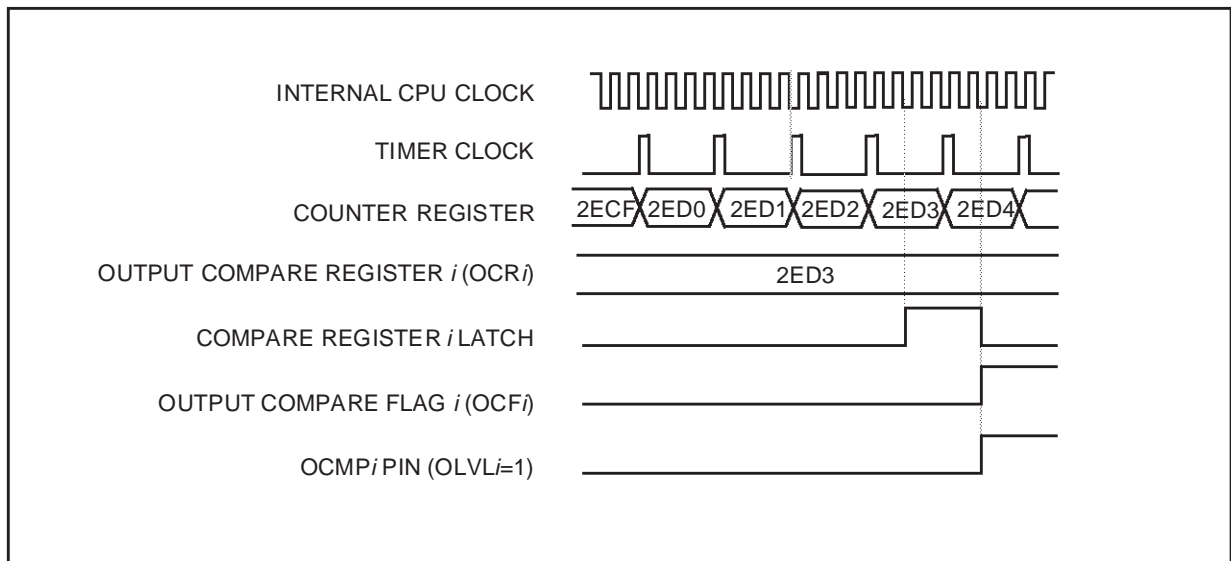 INTERNAL CPU CLOCK
TIMER CLOCK
COUNTER REGISTER 2ECF 2ED0 2ED1 2ED2 2ED3 2ED4
OUTPUT COMPARE REGISTER i (OCRi) 2ED3
COMPARE REGISTER i LATCH
OUTPUT COMPARE FLAG i (OCFi)
OCMPi PIN (OLVLi=1)